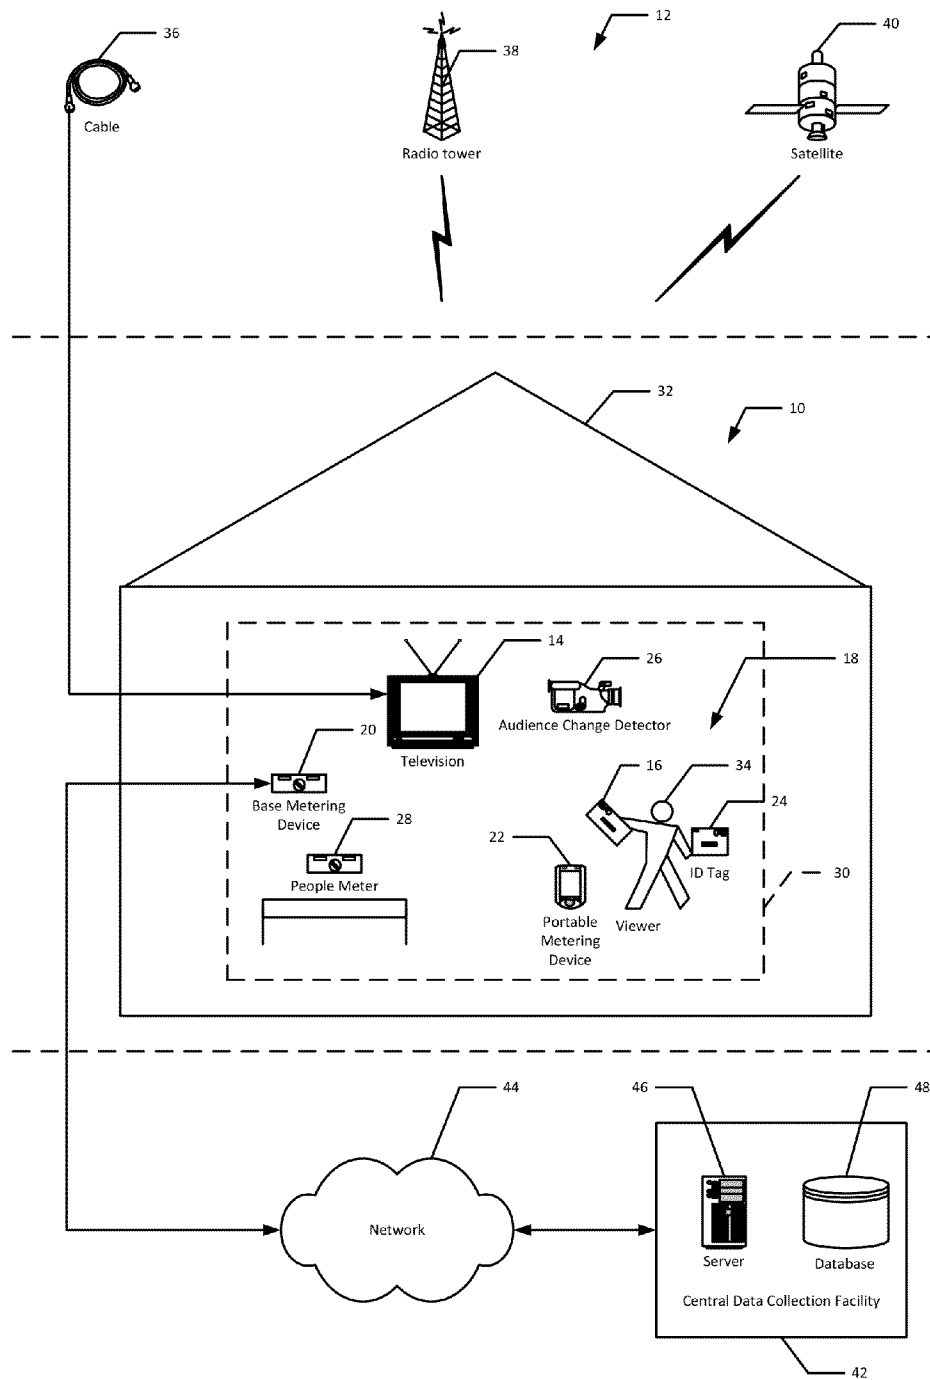 36
12
40
38
Cable
Radio tower
Satellite
32
10
14
26
18
Audience Change Detector
20
Television
16
34
24
Base Metering
Device
28
22
ID Tag
30
People Meter
Portable
Metering
Device
Viewer
44
46
48
Network
Server
Database
Central Data Collection Facility
42